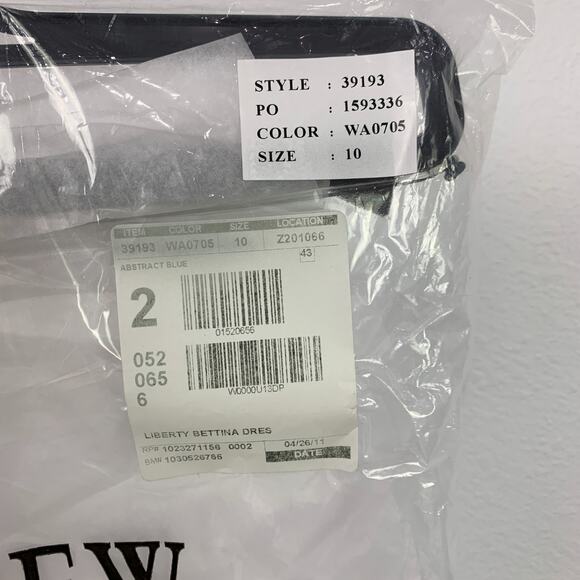 STYLE : 39193
PO : 1593336
COLOR : WA0705
SIZE : 10
ITEM COLOR SIZE LOCATION
39193 WA0705 10 Z201066
43
ABSTRACT BLUE
2
01520656
052
065
6
W0000U13DP
LIBERTY BETTINA DRES
RP# 1023271156 0002 04/26/11
BM# 1030526766 DATE
EW